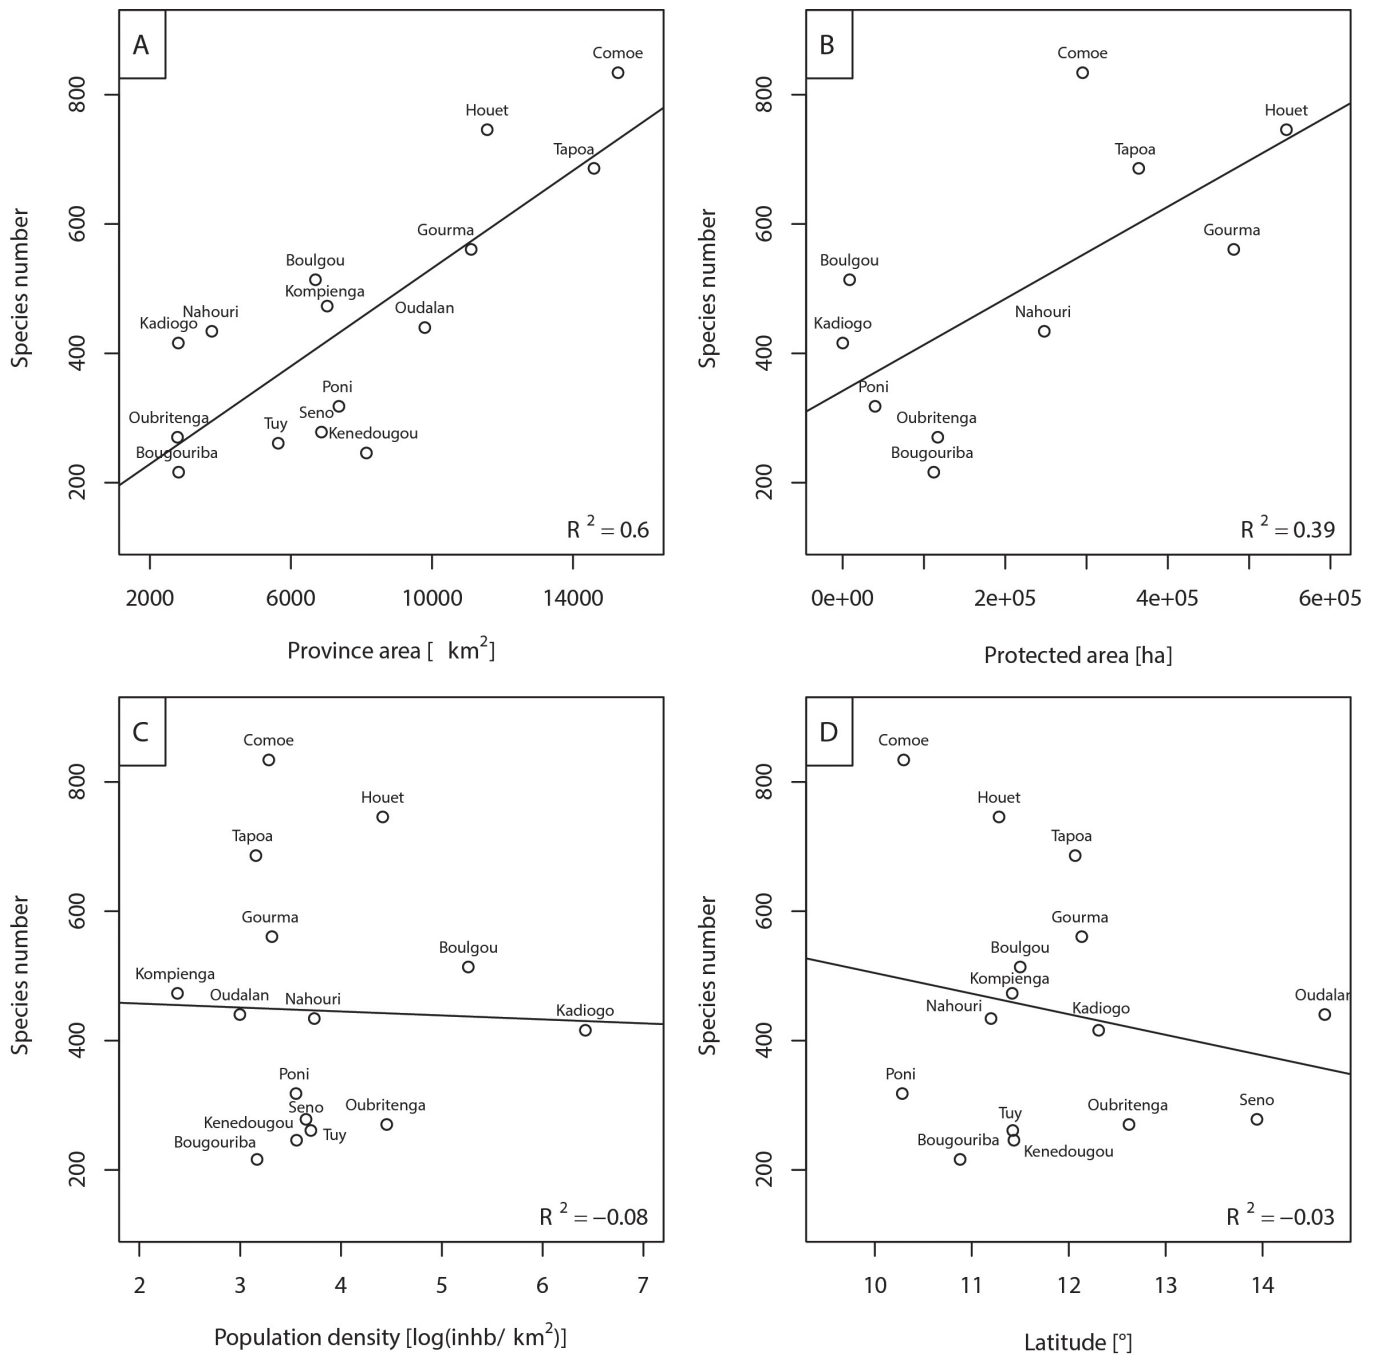 A
Comoe
Houet
Tapoa
Gourma
Boulgou
Kompienga
Oudalan
Nahouri
Kadiogo
Poni
Seno
Oubritenga
Tuy
Kenedougou
Bougouriba
R 2 = 0.6
200 400 600 800
Species number
2000 6000 10000 14000
Province area [ km2]
B
Comoe
Houet
Tapoa
Gourma
Boulgou
Nahouri
Kadiogo
Poni
Oubritenga
Bougouriba
R 2 = 0.39
200 400 600 800
Species number
0e+00 2e+05 4e+05 6e+05
Protected area [ha]
C
Comoe
Houet
Tapoa
Gourma
Boulgou
Kompienga
Oudalan
Nahouri
Kadiogo
Poni
Seno
Oubritenga
Kenedougou
Tuy
Bougouriba
R 2 = −0.08
200 400 600 800
Species number
2 3 4 5 6 7
Population density [log(inhb/ km2)]
D
Comoe
Houet
Tapoa
Gourma
Boulgou
Kompienga
Oudalar
Nahouri
Kadiogo
Poni
Seno
Oubritenga
Tuy
Bougouriba
Kenedougou
R 2 = −0.03
200 400 600 800
Species number
10 11 12 13 14
Latitude [°]